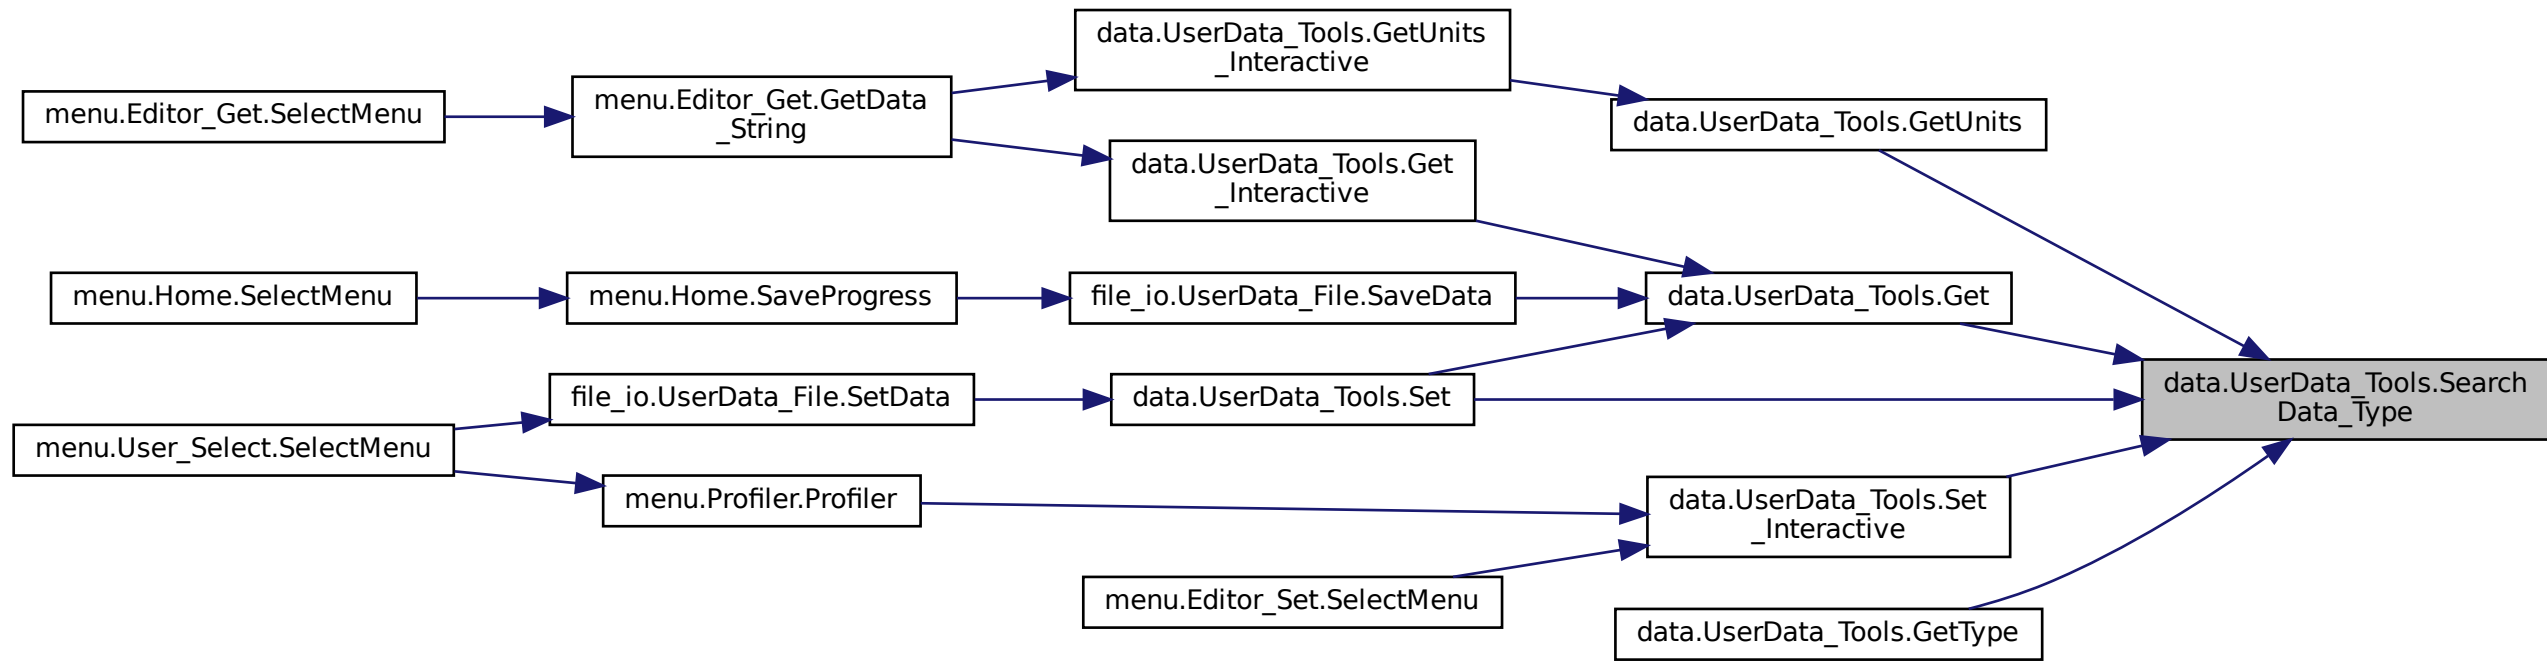 data.UserData_Tools.GetUnits
_Interactive
menu.Editor_Get.SelectMenu
menu.Editor_Get.GetData
_String
data.UserData_Tools.GetUnits
data.UserData_Tools.Get
_Interactive
menu.Home.SelectMenu
menu.Home.SaveProgress
file_io.UserData_File.SaveData
data.UserData_Tools.Get
data.UserData_Tools.Search
Data_Type
file_io.UserData_File.SetData
data.UserData_Tools.Set
menu.User_Select.SelectMenu
menu.Profiler.Profiler
data.UserData_Tools.Set
_Interactive
menu.Editor_Set.SelectMenu
data.UserData_Tools.GetType